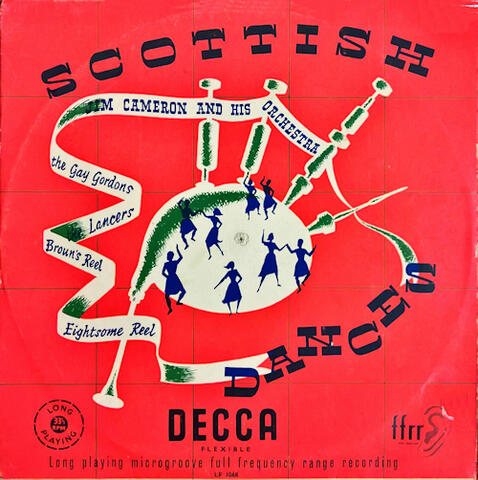 SCOTTISH
JIM CAMERON AND HIS ORCHESTRA
the Gay Gordons
the Lancers
Broun's Reel
Eightsome Reel
DANCES
LONG
33⅓
RPM
PLAYING
DECCA
FLEXIBLE
ffrr
Long playing microgroove full frequency range recording
LF